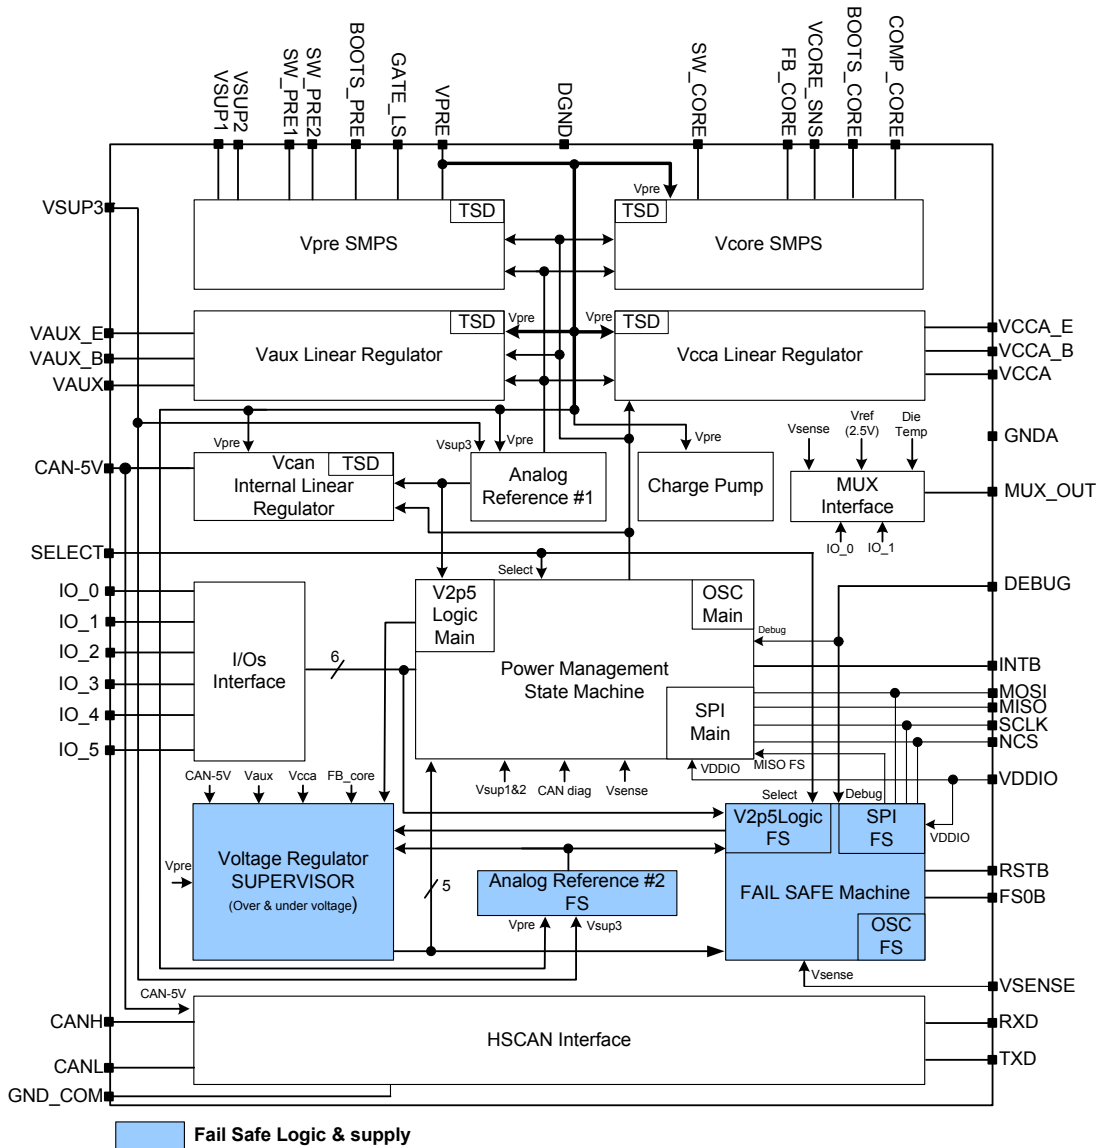 VSUP1
VSUP2
SW_PRE1
SW_PRE2
BOOTS_PRE
GATE_LS
VPRE
DGND
SW_CORE
FB_CORE
VCORE_SNS
BOOTS_CORE
COMP_CORE
VSUP3
Vpre SMPS
TSD
Vpre
TSD
Vcore SMPS
VAUX_E
VAUX_B
VAUX
Vaux Linear Regulator
TSD
Vpre
Vpre
TSD
Vcca Linear Regulator
VCCA_E
VCCA_B
VCCA
GNDA
CAN-5V
Vpre
Vcan
TSD
Internal Linear
Regulator
Vsup3
Vpre
Analog
Reference #1
Vpre
Charge Pump
Vsense
Vref
(2.5V)
Die
Temp
MUX
Interface
IO_0
IO_1
MUX_OUT
SELECT
Select
DEBUG
IO_0
IO_1
IO_2
IO_3
IO_4
IO_5
I/Os
Interface
6
V2p5
Logic
Main
OSC
Main
Debug
Power Management
State Machine
SPI
Main
INTB
MOSI
MISO
SCLK
NCS
VDDIO
VDDIO
MISO FS
Vsup1&2
CAN diag
Vsense
CAN-5V
Vaux
Vcca
FB_core
Vpre
Voltage Regulator
SUPERVISOR
(Over & under voltage)
5
Analog Reference #2
FS
Vpre
Vsup3
Select
Debug
V2p5Logic
FS
SPI
FS
VDDIO
FAIL SAFE Machine
OSC
FS
RSTB
FS0B
Vsense
VSENSE
CAN-5V
CANH
CANL
GND_COM
HSCAN Interface
RXD
TXD
Fail Safe Logic & supply